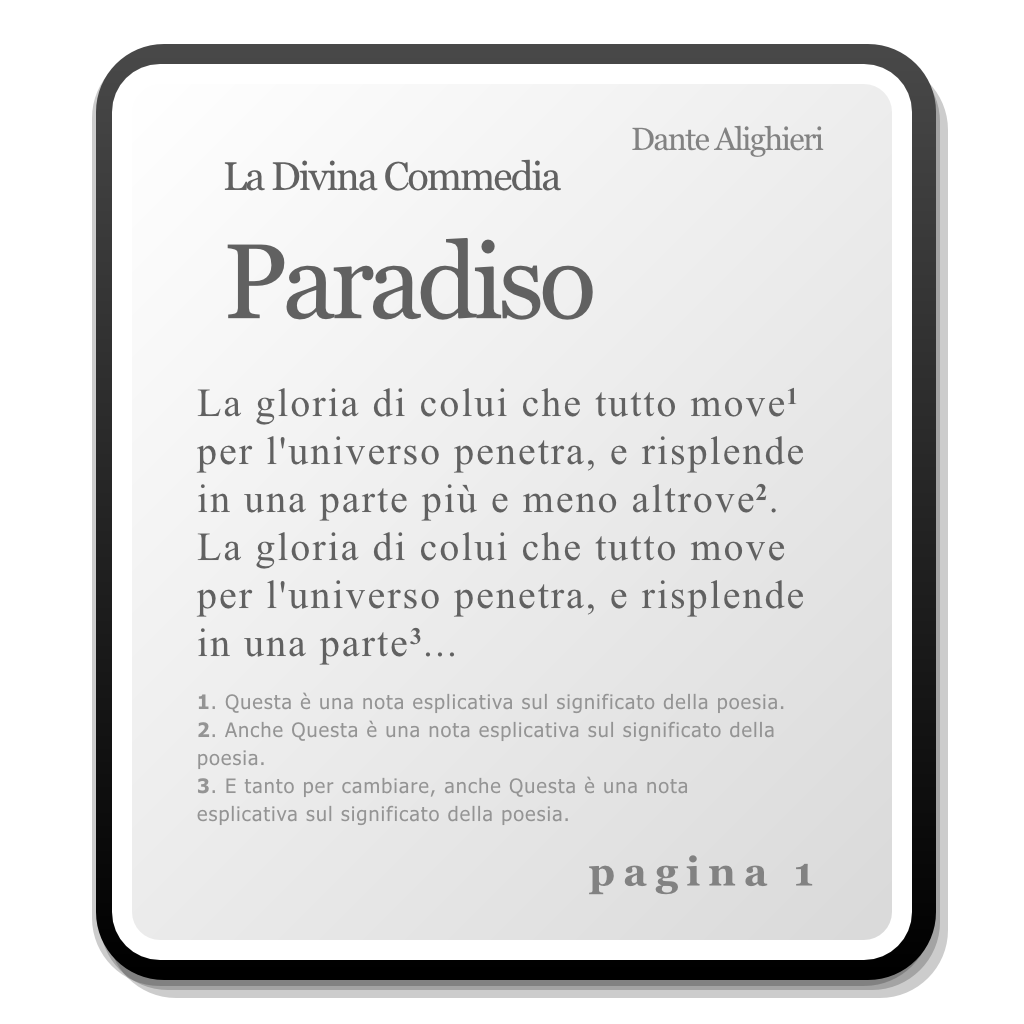 Dante Alighieri
La Divina Commedia
Paradiso
La gloria di colui che tutto move¹
per l'universo penetra, e risplende
in una parte più e meno altrove².
La gloria di colui che tutto move
per l'universo penetra, e risplende
in una parte³...
1. Questa è una nota esplicativa sul significato della poesia.
2. Anche Questa è una nota esplicativa sul significato della
poesia.
3. E tanto per cambiare, anche Questa è una nota
esplicativa sul significato della poesia.
pagina 1